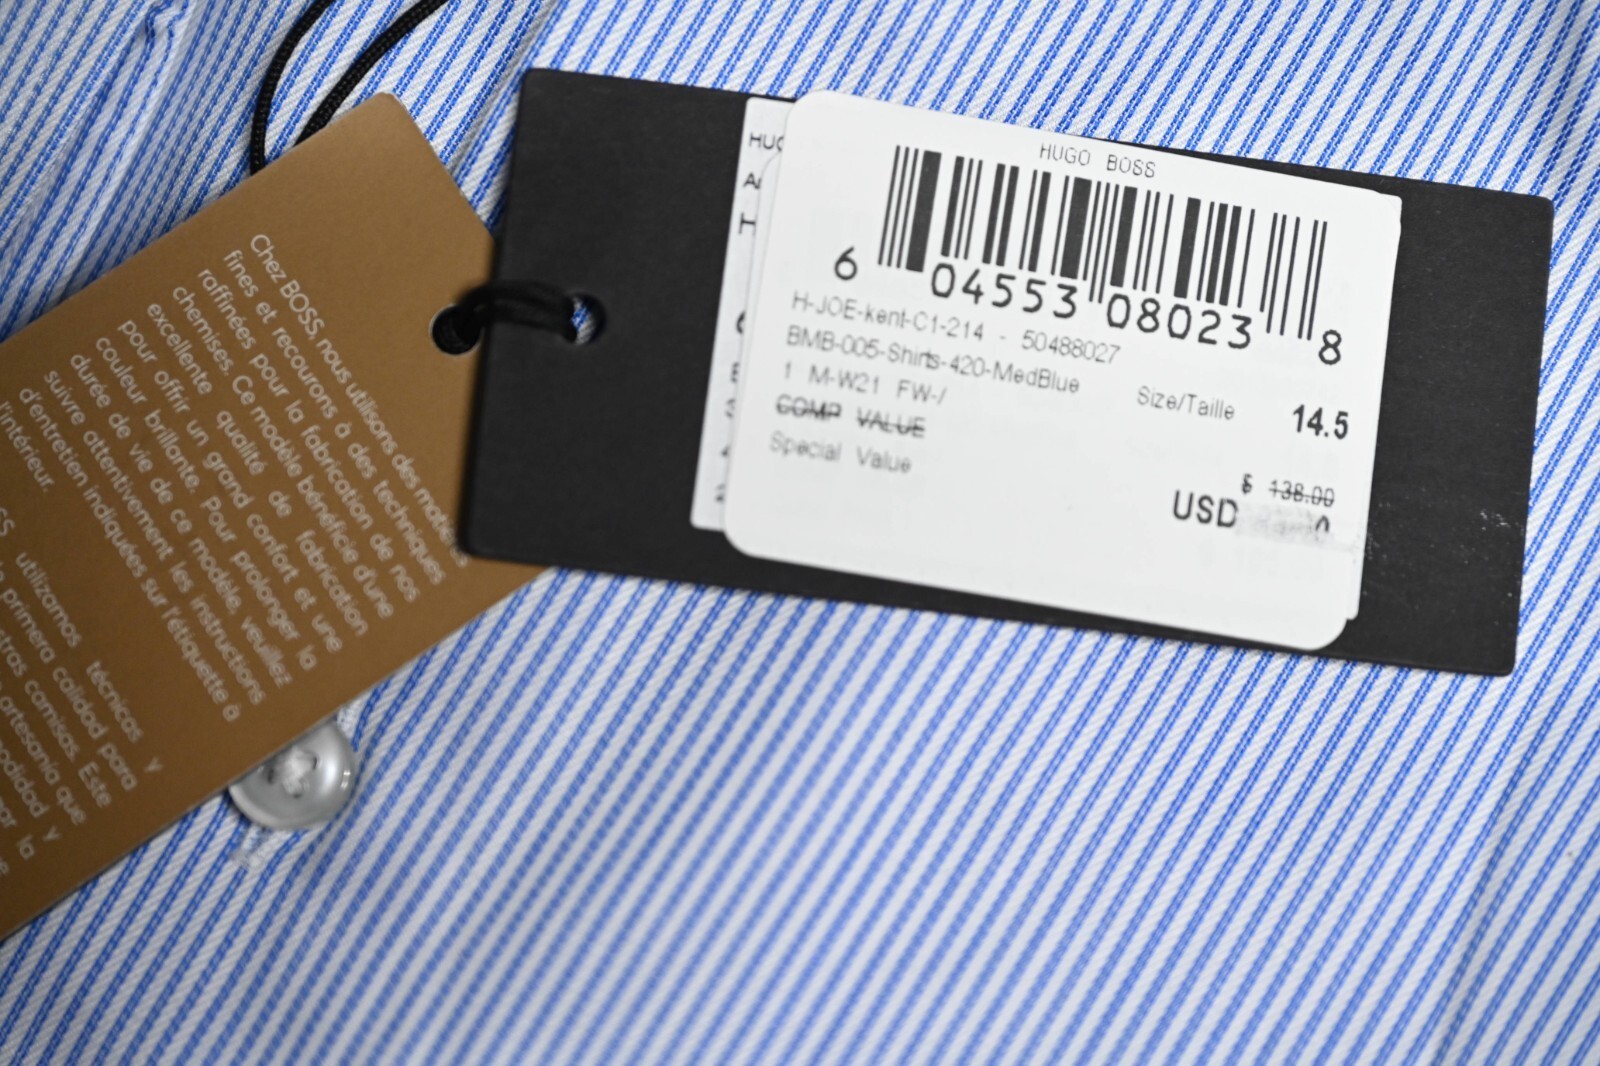 Chez BOSS, nous utilisons des
fines et recourons à des techniques
raffinées pour la fabrication de nos
chemises. Ce modèle bénéficie d'une
excellente qualité de fabrication
pour offrir un grand confort et une
couleur brillante. Pour prolonger la
durée de vie de ce modèle, veuillez
suivre attentivement les instructions
d'entretien indiquées sur l'étiquette à
l'intérieur.
utilizamos técnicas y
primera calidad para
camisas. Este
artesanía que
y
la
HUGO BOSS
6 04553 08023 8
H-JOE-kent-C1-214 - 50488027
BMB-005-Shirts-420-MedBlue
1 M-W21 FW-/
Size/Taille 14.5
COMP VALUE
$ 138.00
Special Value
USD